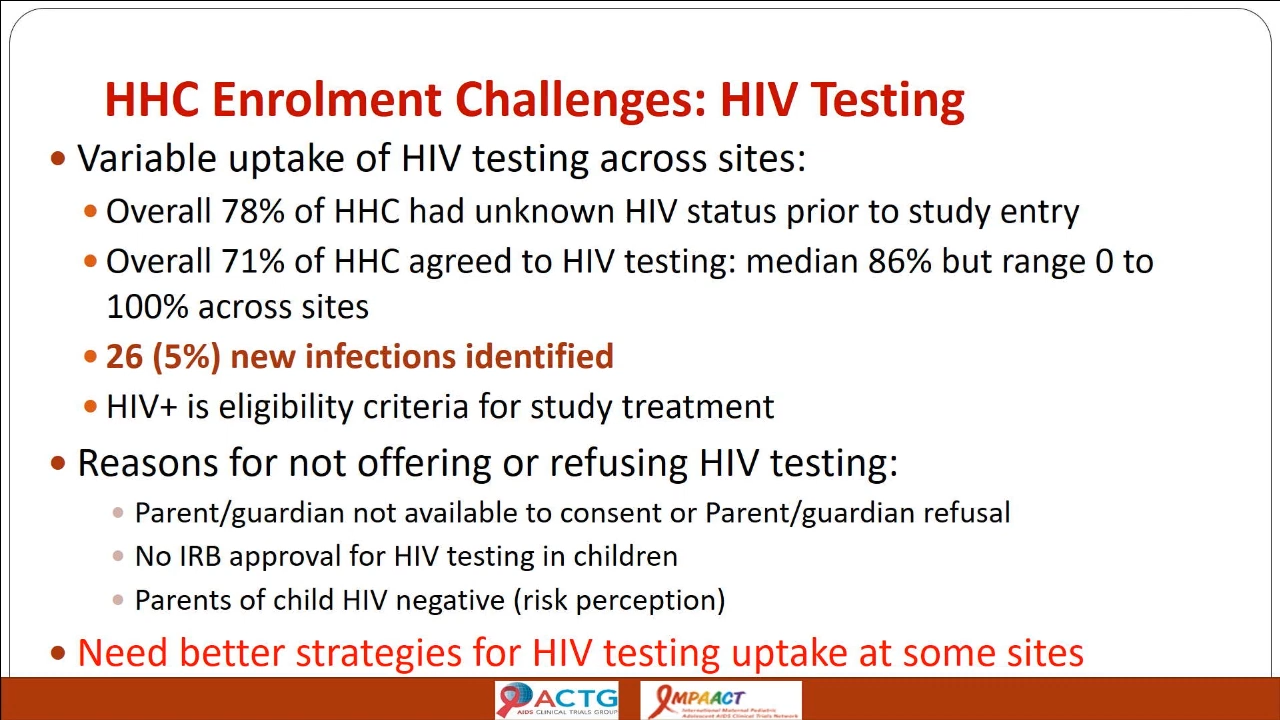 HHC Enrolment Challenges: HIV Testing
• Variable uptake of HIV testing across sites:
• Overall 78% of HHC had unknown HIV status prior to study entry
• Overall 71% of HHC agreed to HIV testing: median 86% but range 0 to
100% across sites
• 26 (5%) new infections identified
• HIV+ is eligibility criteria for study treatment
• Reasons for not offering or refusing HIV testing:
• Parent/guardian not available to consent or Parent/guardian refusal
• No IRB approval for HIV testing in children
• Parents of child HIV negative (risk perception)
• Need better strategies for HIV testing uptake at some sites
ACTG
AIDS CLINICAL TRIALS GROUP
IMPAACT
International Maternal Pediatric
Adolescent AIDS Clinical Trials Network